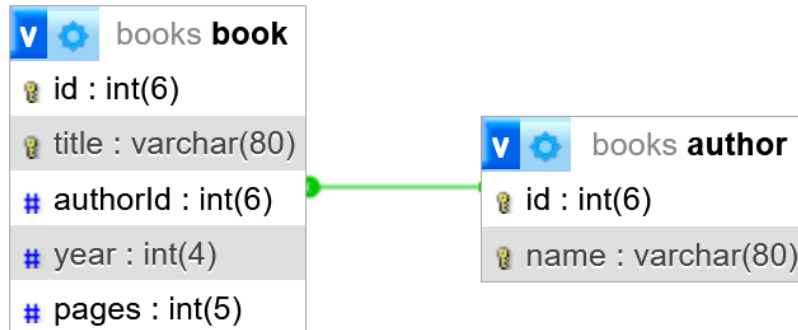 v books book
id : int(6)
title : varchar(80)
# authorId : int(6)
# year : int(4)
# pages : int(5)
v books author
id : int(6)
name : varchar(80)